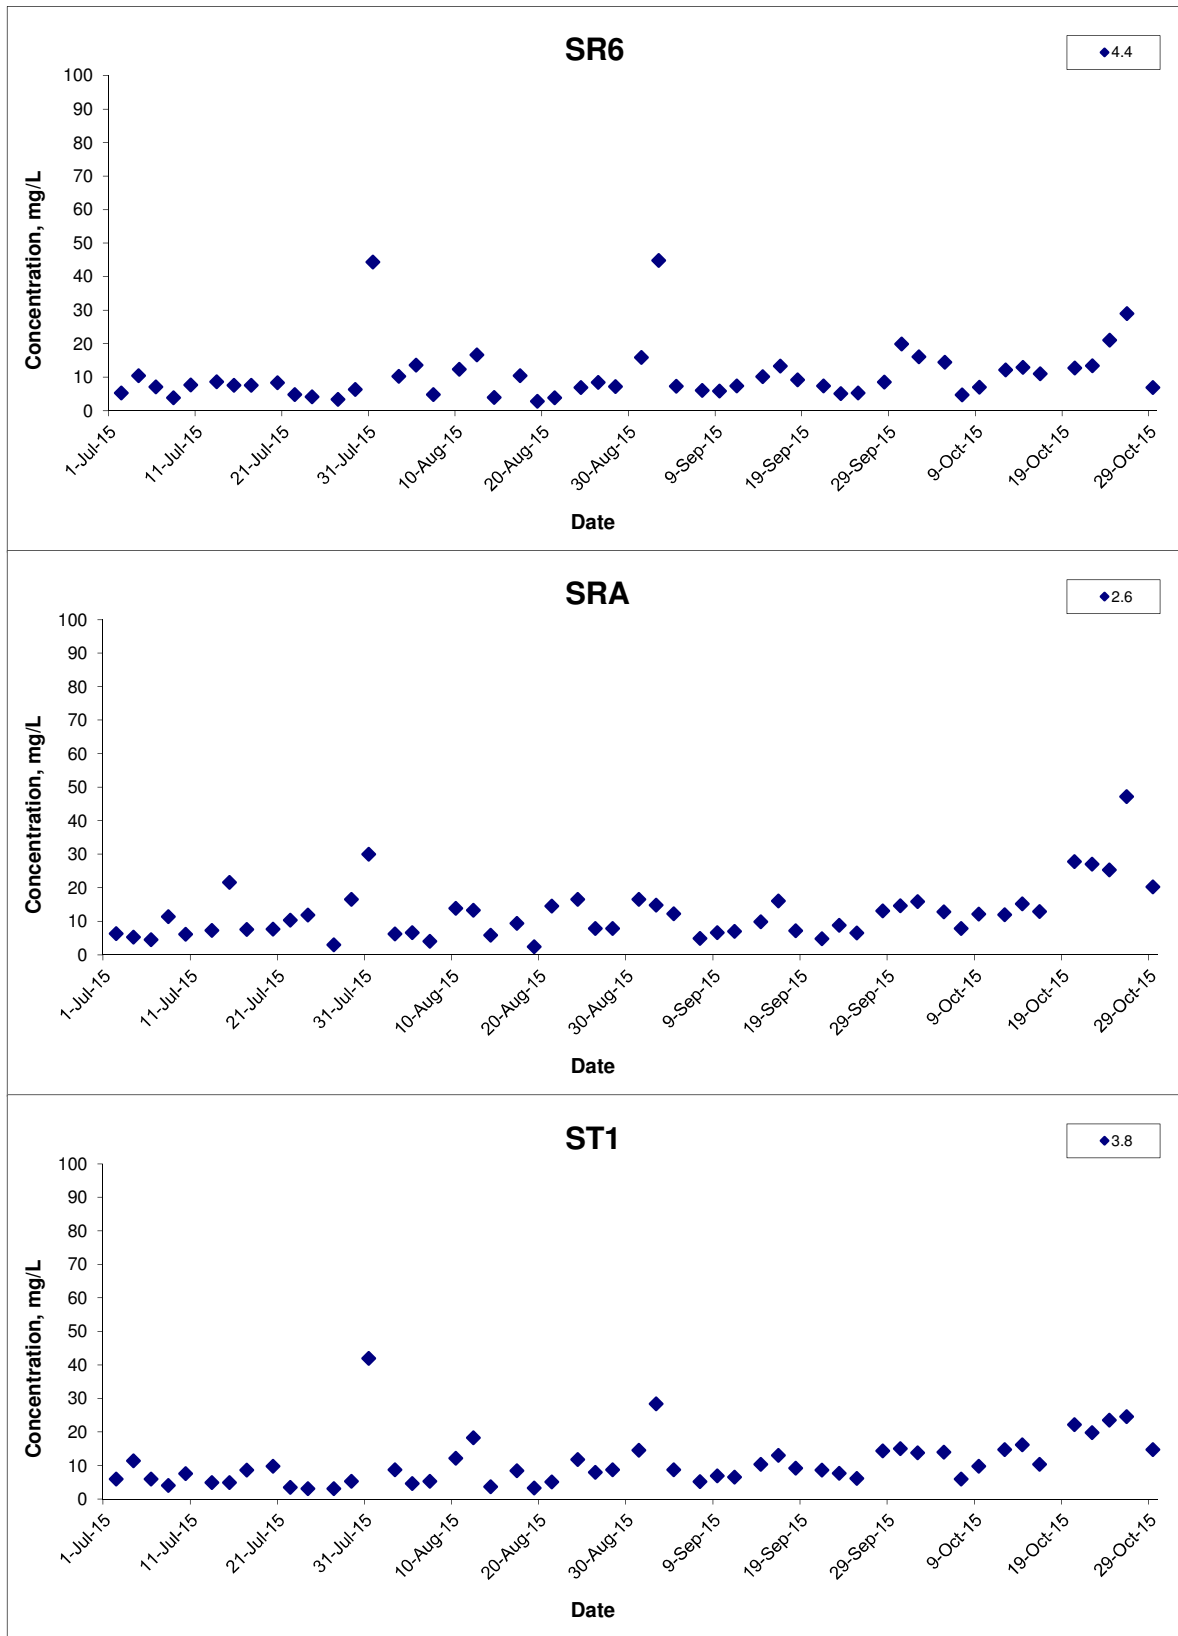 SR6
4.4
100
90
80
70
60
50
40
30
20
10
0
Concentration, mg/L
1-Jul-15
11-Jul-15
21-Jul-15
31-Jul-15
10-Aug-15
20-Aug-15
30-Aug-15
9-Sep-15
19-Sep-15
29-Sep-15
9-Oct-15
19-Oct-15
29-Oct-15
Date
SRA
2.6
100
90
80
70
60
50
40
30
20
10
0
Concentration, mg/L
1-Jul-15
11-Jul-15
21-Jul-15
31-Jul-15
10-Aug-15
20-Aug-15
30-Aug-15
9-Sep-15
19-Sep-15
29-Sep-15
9-Oct-15
19-Oct-15
29-Oct-15
Date
ST1
3.8
100
90
80
70
60
50
40
30
20
10
0
Concentration, mg/L
1-Jul-15
11-Jul-15
21-Jul-15
31-Jul-15
10-Aug-15
20-Aug-15
30-Aug-15
9-Sep-15
19-Sep-15
29-Sep-15
9-Oct-15
19-Oct-15
29-Oct-15
Date